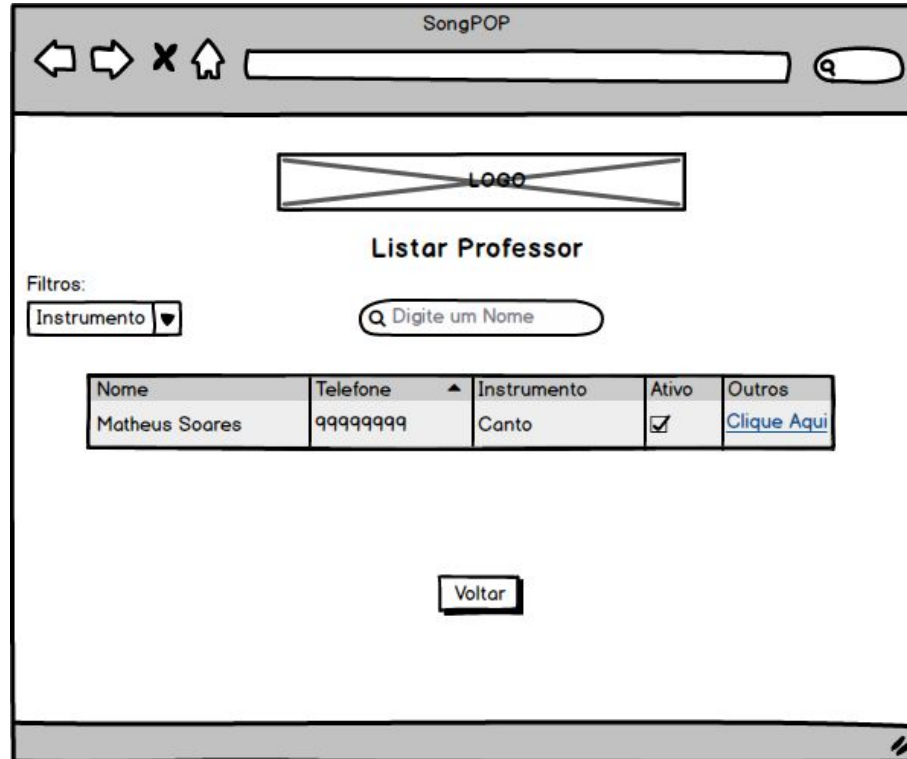 SongPOP
LOGO
Listar Professor
Filtros:
Instrumento
Digite um Nome
Nome Telefone Instrumento Ativo Outros
Matheus Soares 99999999 Canto Clique Aqui
Voltar